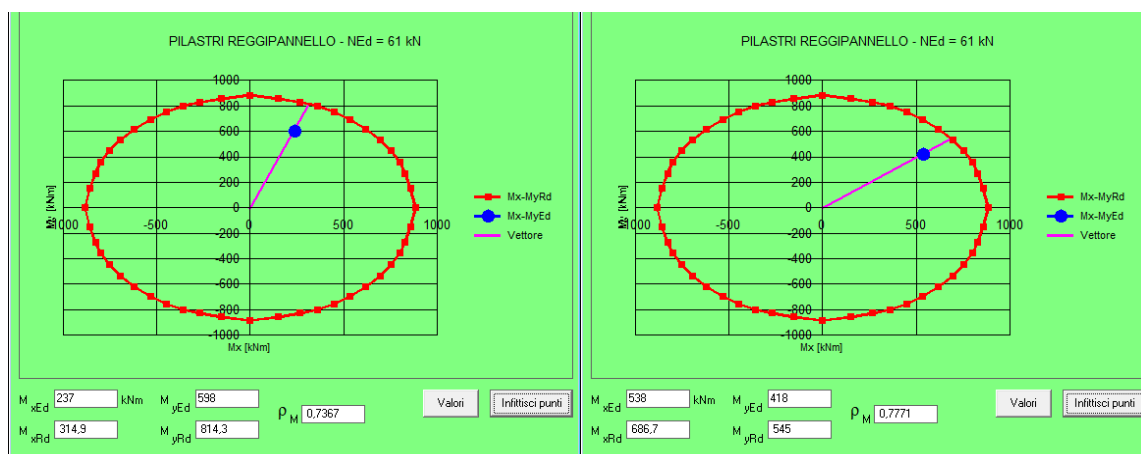 PILASTRI REGGIPANNELLO - NEd = 61 kN
1000
800
600
400
200
0
-200
-400
-600
-800
-1000
-1000
-500
0
500
1000
Mx [kNm]
Mx-MyRd
Mx-MyEd
Vettore
M xEd 237 kNm M yEd 598
M xRd 314,9 M yRd 814,3
ρ M 0,7367
Valori
Infittisci punti
PILASTRI REGGIPANNELLO - NEd = 61 kN
1000
800
600
400
200
0
-200
-400
-600
-800
-1000
-1000
-500
0
500
1000
Mx [kNm]
Mx-MyRd
Mx-MyEd
Vettore
M xEd 538 kNm M yEd 418
M xRd 686,7 M yRd 545
ρ M 0,7771
Valori
Infittisci punti